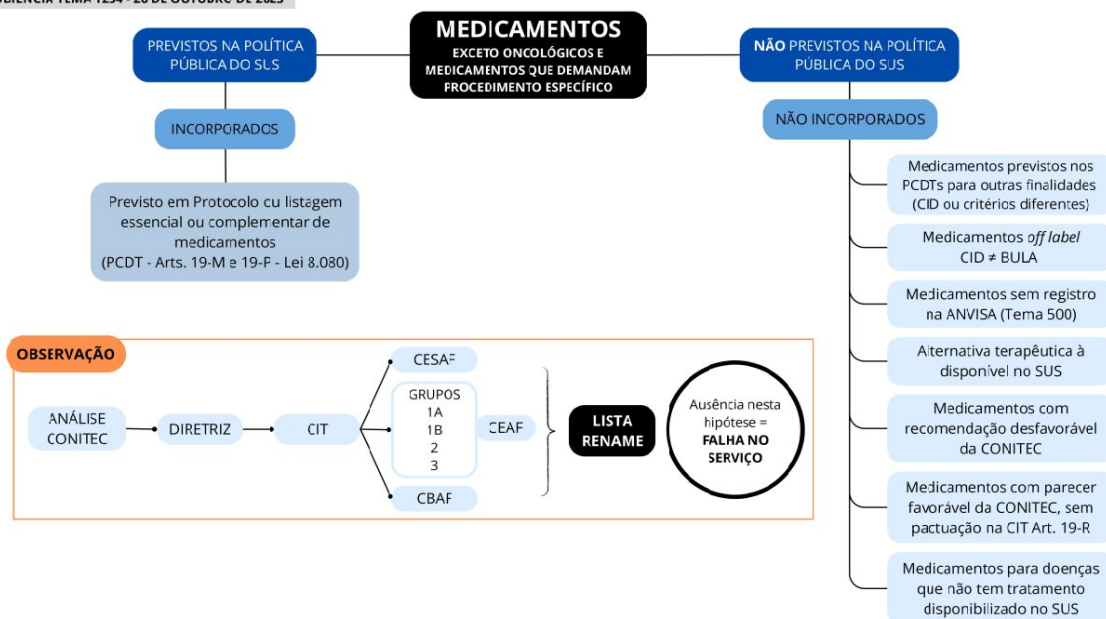 MEDICAMENTOS
EXCETO ONCOLÓGICOS E
MEDICAMENTOS QUE DEMANDAM
FROCEDIMENTO ESPECÍFICO
PREVISTOS NA POLÍTICA
PÚBLICA DO SUS
INCORPORADOS
Previsto em Protocolo cu listagem
essencial ou complementar de
medicamentos
(PCDT - Arts. 19-M e 19-F - Lei 8.080)
NÃO PREVISTOS NA POLÍTICA
PÚBLICA DO SUS
NÃO INCORPORADOS
Medicamentos previstos nos
PCDTs para outras finalidades
(CID ou critérios diferentes)
Medicamentos off label
CID ≠ BULA
Medicamentos sem registro
na ANVISA (Tema 500)
Alternativa terapêutica à
disponível no SUS
Medicamentos com
recomendação desfavorável
da CONITEC
Medicamentos com parecer
favorável da CONITEC, sem
pactuação na CIT Art. 19-R
Medicamentos para doenças
que não tem tratamento
disponibilizado no SUS
OBSERVAÇÃO
ANÁLISE
CONITEC
DIRETRIZ
CIT
CESAF
GRUPOS
1A
1B
2
3
CEAF
CBAF
LISTA
RENAME
Ausência nesta
hipótese =
FALHA NO
SERVIÇO